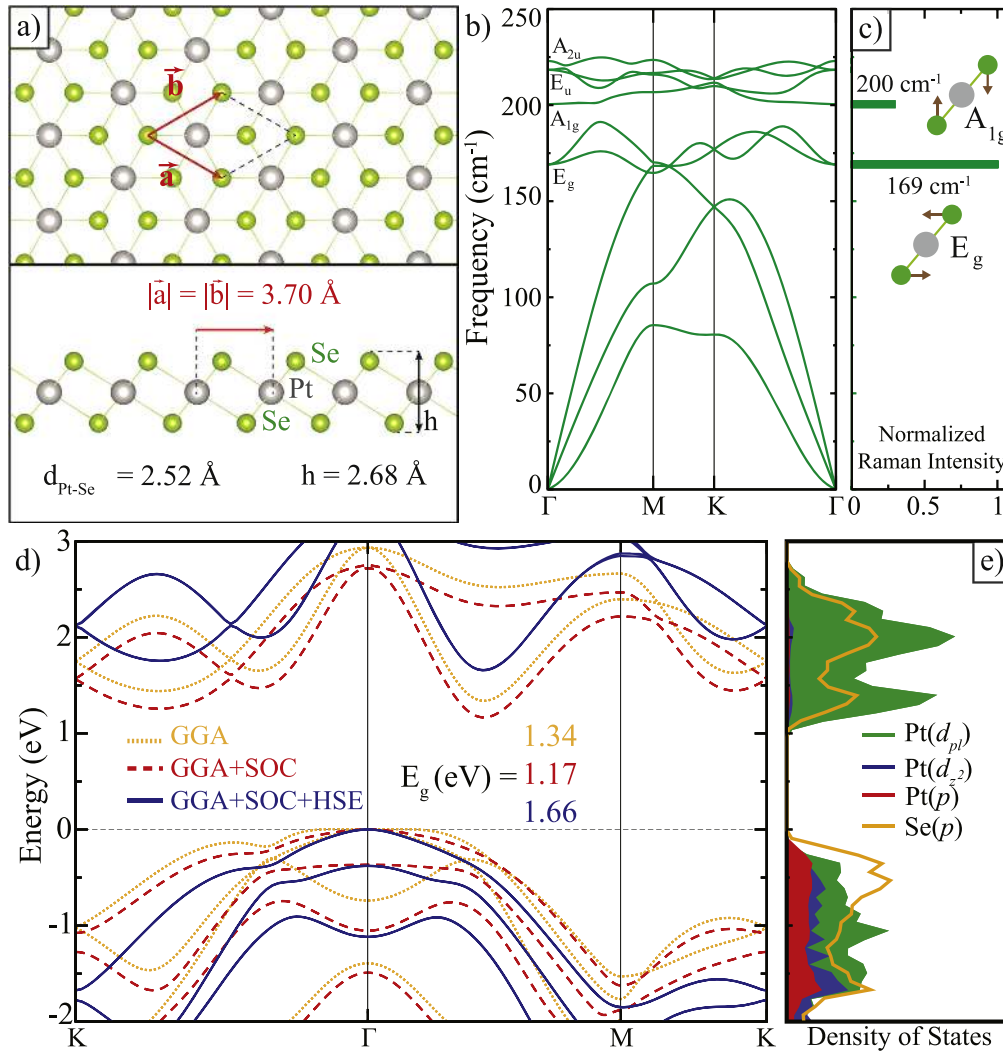 a)
b
a
|a| = |b| = 3.70 Å
Se
Pt
Se
h
d Pt-Se = 2.52 Å
h = 2.68 Å
b)
Frequency (cm-1)
250
200
150
100
50
0
A2u
Eu
A1g
Eg
Γ
M
K
Γ
c)
200 cm-1
A1g
169 cm-1
Eg
Normalized
Raman Intensity
0
0.5
1
d)
Energy (eV)
3
2
1
0
-1
-2
GGA
GGA+SOC
GGA+SOC+HSE
Eg (eV) =
1.34
1.17
1.66
K
Γ
M
K
e)
Pt(dpl)
Pt(dz2)
Pt(p)
Se(p)
Density of States